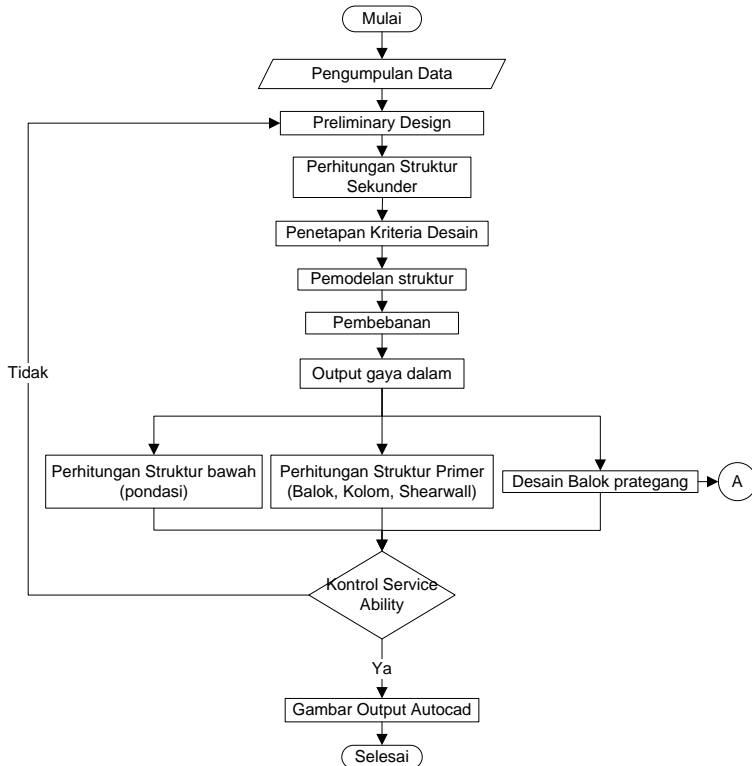 Mulai
Pengumpulan Data
Preliminary Design
Perhitungan Struktur
Sekunder
Penetapan Kriteria Desain
Pemodelan struktur
Pembebanan
Tidak
Output gaya dalam
Perhitungan Struktur bawah
(pondasi)
Perhitungan Struktur Primer
(Balok, Kolom, Shearwall)
Desain Balok prategang
A
Kontrol Service
Ability
Ya
Gambar Output Autocad
Selesai